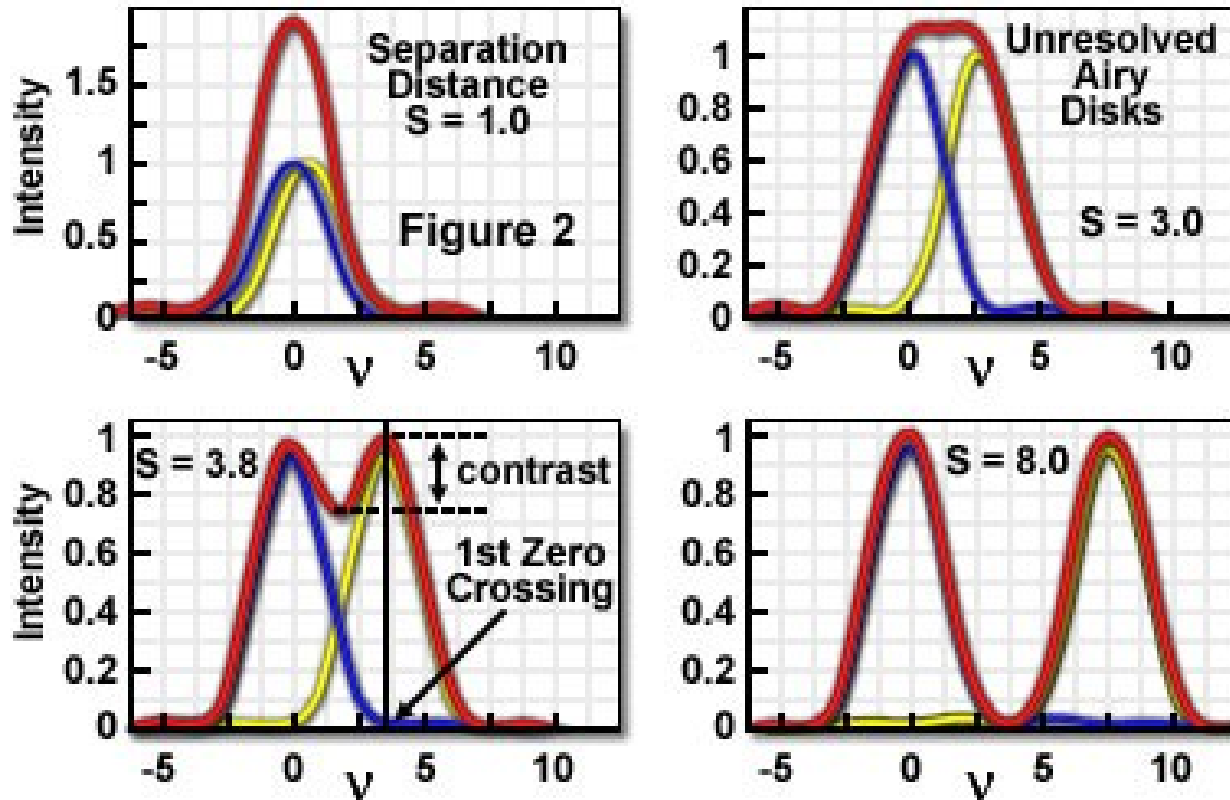 Separation
Distance
S = 1.0
Figure 2
Intensity
1.5
1
0.5
0
-5 0 5 10
ν
Unresolved
Airy
Disks
S = 3.0
1
0.8
0.6
0.4
0.2
0
-5 0 5 10
ν
S = 3.8
contrast
1st Zero
Crossing
Intensity
1
0.8
0.6
0.4
0.2
0
-5 0 5 10
ν
S = 8.0
1
0.8
0.6
0.4
0.2
0
-5 0 5 10
ν